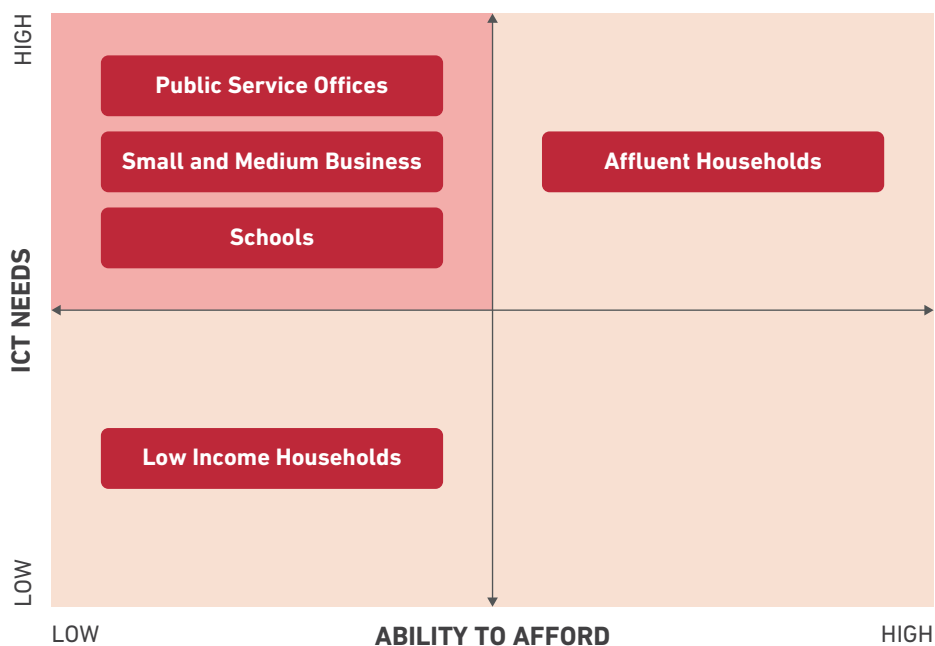 HIGH
Public Service Offices
Small and Medium Business
Affluent Households
Schools
ICT NEEDS
Low Income Households
LOW
LOW
ABILITY TO AFFORD
HIGH